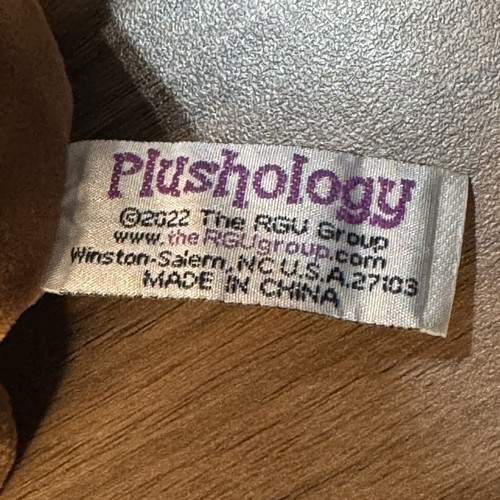 Plushology
©2022 The RGU Group
www.theRGUgroup.com
Winston-Salem, NC U.S.A. 27103
MADE IN CHINA